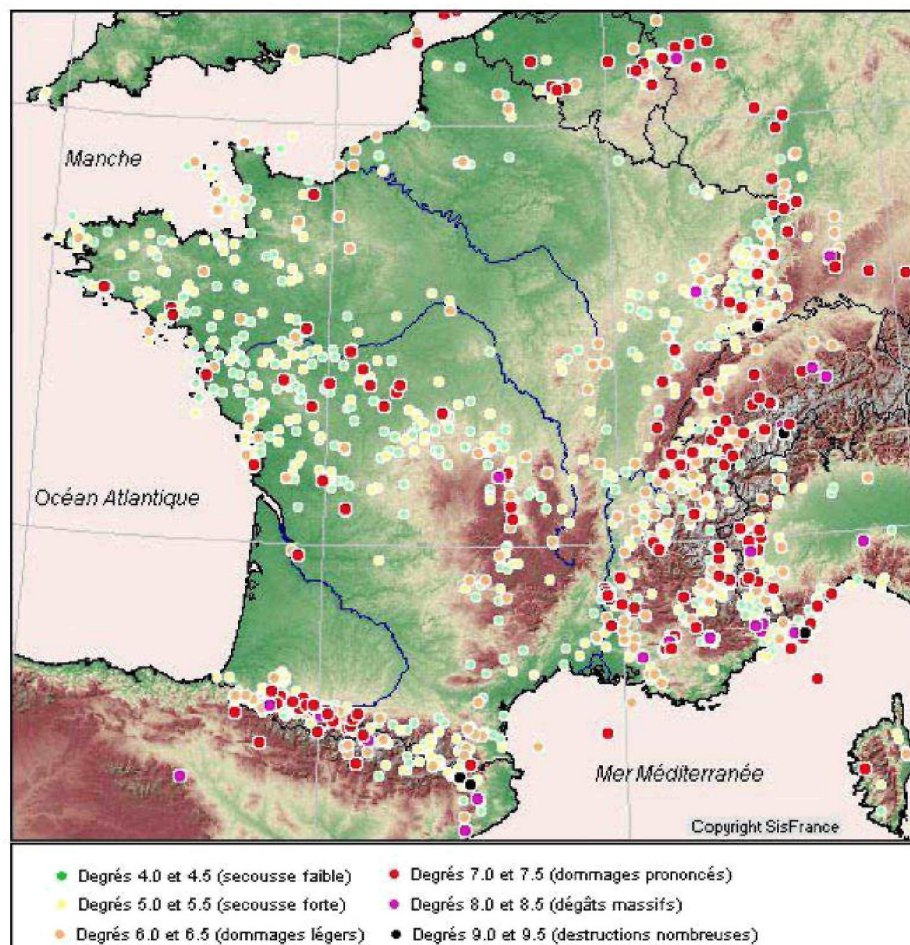 Manche
Océan Atlantique
Mer Méditerranée
Copyright SisFrance
Degrés 4.0 et 4.5 (secousse faible)
Degrés 5.0 et 5.5 (secousse forte)
Degrés 6.0 et 6.5 (dommages légers)
Degrés 7.0 et 7.5 (dommages prononcés)
Degrés 8.0 et 8.5 (dégâts massifs)
Degrés 9.0 et 9.5 (destructions nombreuses)